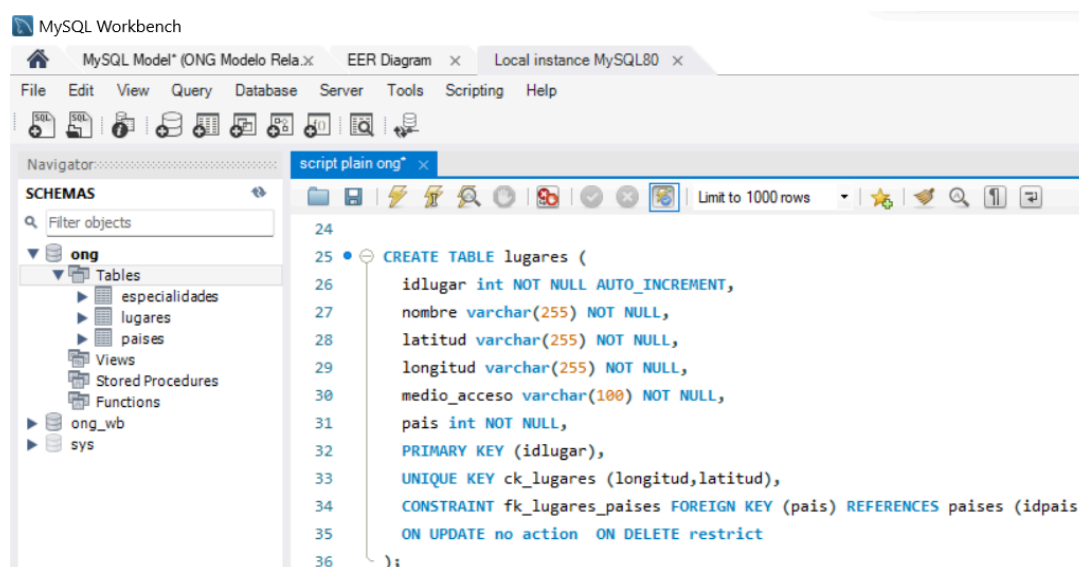 MySQL Workbench
MySQL Model* (ONG Modelo Rela.x EER Diagram x Local instance MySQL80 x
File Edit View Query Database Server Tools Scripting Help
Navigator
script plain ong* x
SCHEMAS
Limit to 1000 rows
Filter objects
ong
Tables
especialidades
lugares
paises
Views
Stored Procedures
Functions
ong_wb
sys
24
25 CREATE TABLE lugares (
26 idlugar int NOT NULL AUTO_INCREMENT,
27 nombre varchar(255) NOT NULL,
28 latitud varchar(255) NOT NULL,
29 longitud varchar(255) NOT NULL,
30 medio_acceso varchar(100) NOT NULL,
31 pais int NOT NULL,
32 PRIMARY KEY (idlugar),
33 UNIQUE KEY ck_lugares (longitud,latitud),
34 CONSTRAINT fk_lugares_paises FOREIGN KEY (pais) REFERENCES paises (idpais
35 ON UPDATE no action ON DELETE restrict
36 );